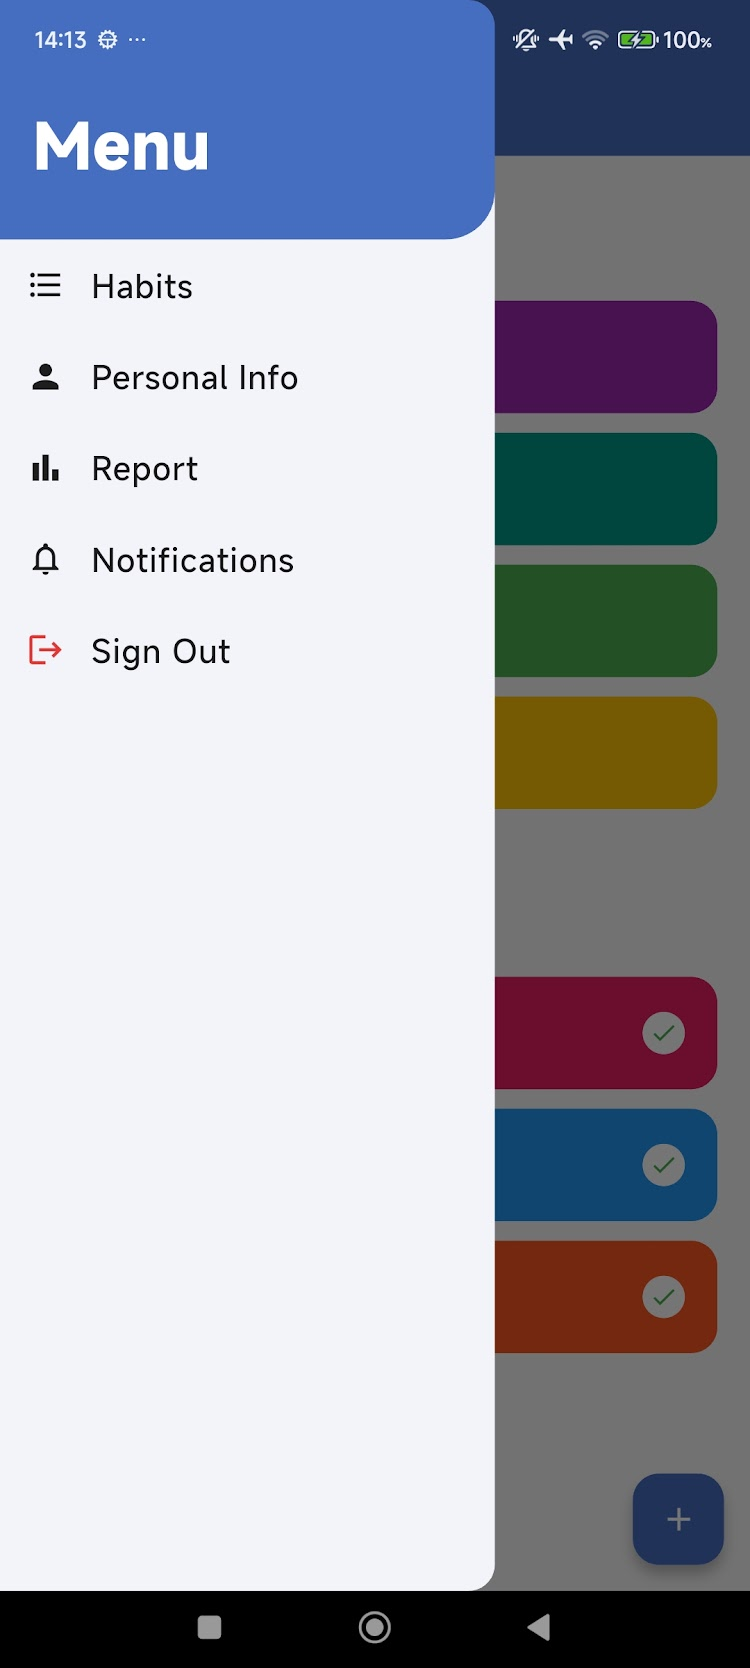 14:13 ... 100%
Menu
Habits
Personal Info
Report
Notifications
Sign Out
+